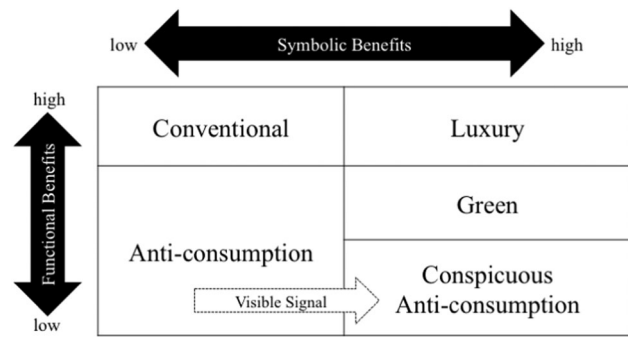 Symbolic Benefits
low
high
high
Functional Benefits
low
Conventional
Luxury
Green
Anti-consumption
Visible Signal
Conspicuous
Anti-consumption